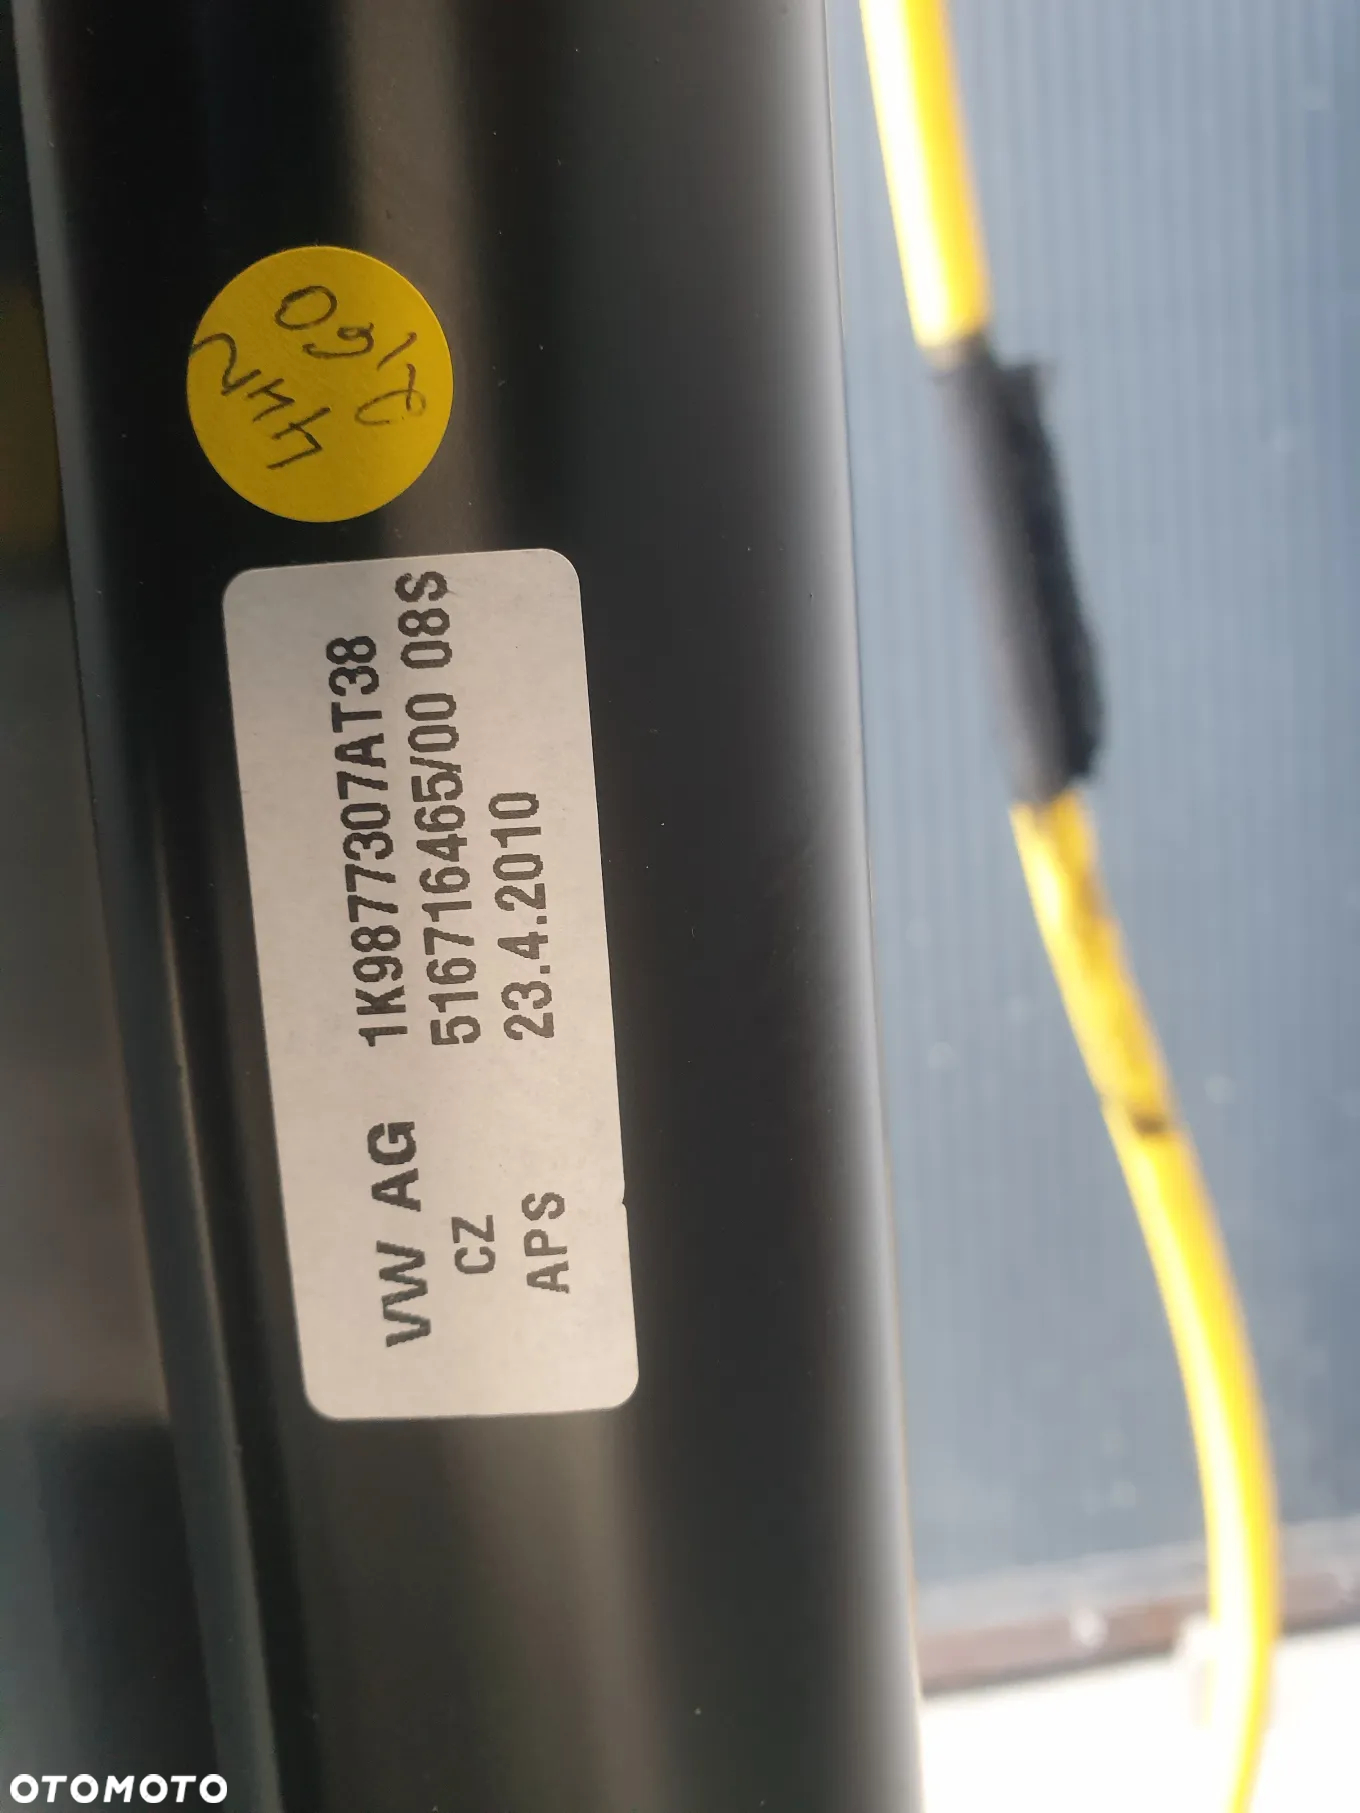 VW AG 1K9877307AT38
CZ 516716465/00 08S
APS 23.4.2010
OTOMOTO